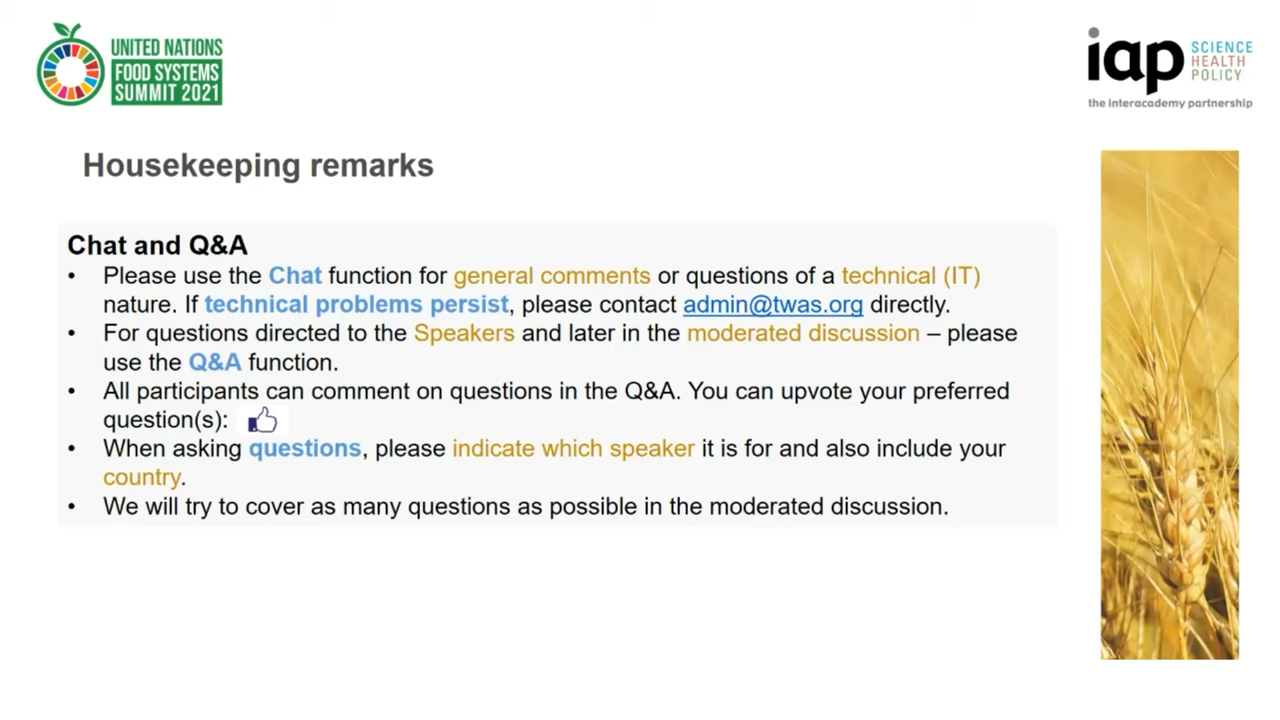 UNITED NATIONS
FOOD SYSTEMS
SUMMIT 2021
iap SCIENCE
HEALTH
POLICY
the interacademy partnership
Housekeeping remarks
Chat and Q&A
• Please use the Chat function for general comments or questions of a technical (IT)
nature. If technical problems persist, please contact admin@twas.org directly.
• For questions directed to the Speakers and later in the moderated discussion – please
use the Q&A function.
• All participants can comment on questions in the Q&A. You can upvote your preferred
question(s):
• When asking questions, please indicate which speaker it is for and also include your
country.
• We will try to cover as many questions as possible in the moderated discussion.